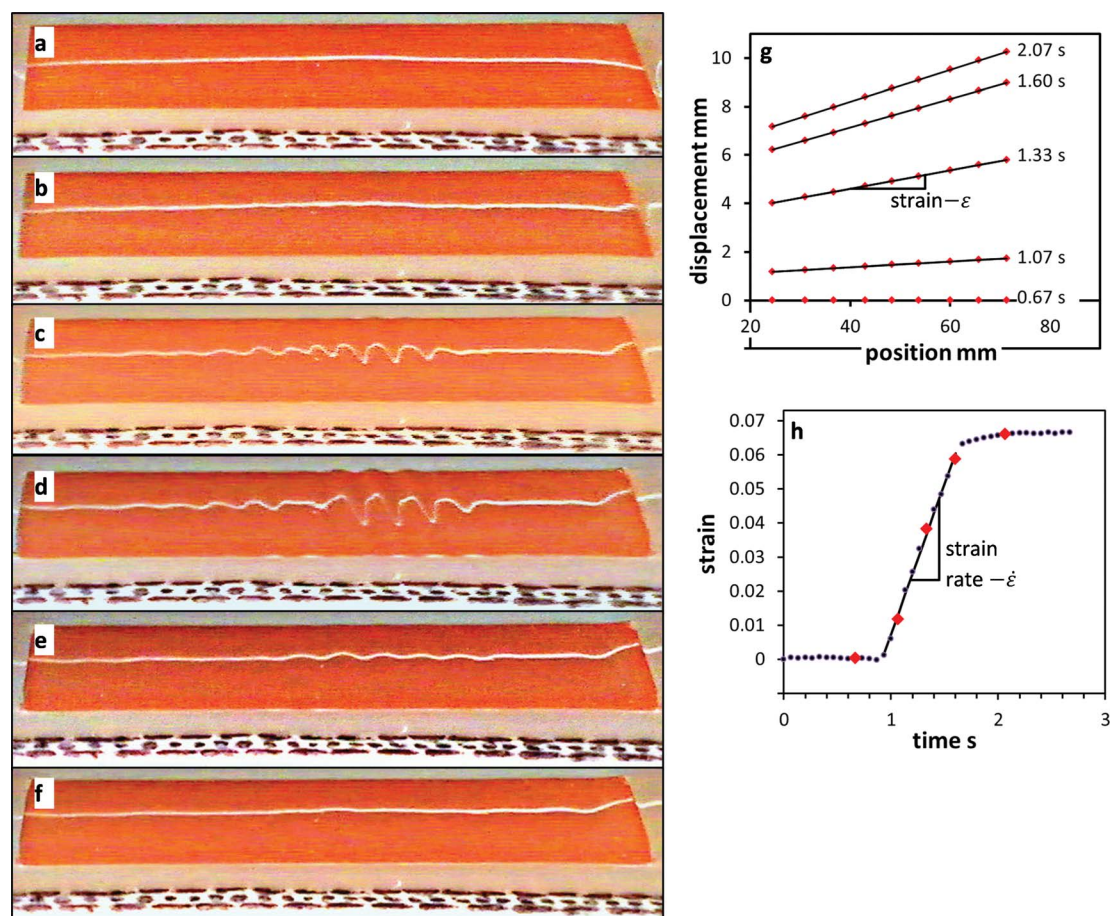 a
b
c
d
e
f
g
displacement mm
10
8
6
4
2
0
2.07 s
1.60 s
1.33 s
strain−ε
1.07 s
0.67 s
20
40
60
80
position mm
h
strain
0.07
0.06
0.05
0.04
0.03
0.02
0.01
0
strain
rate −ε̇
0
1
2
3
time s